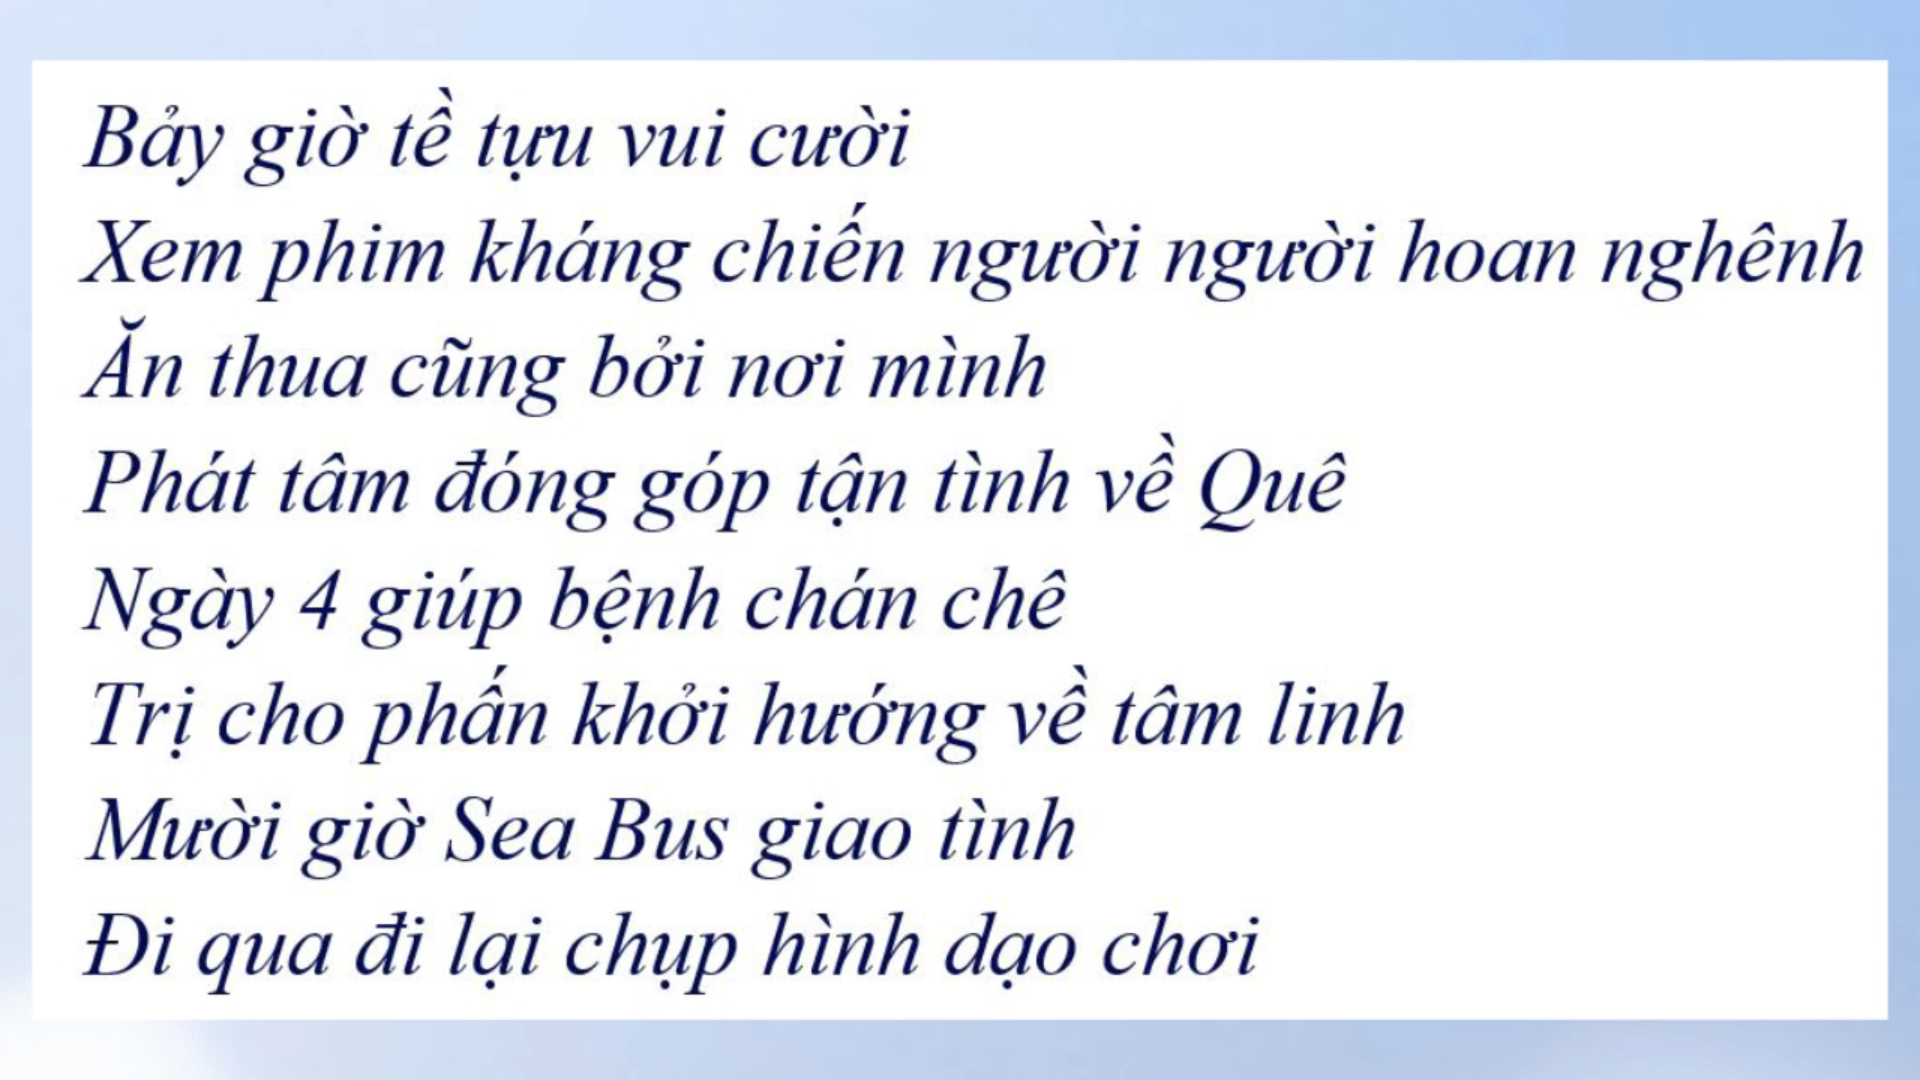 Bảy giờ tề tựu vui cười
Xem phim kháng chiến người người hoan nghênh
Ăn thua cũng bởi nơi mình
Phát tâm đóng góp tận tình về Quê
Ngày 4 giúp bệnh chán chê
Trị cho phấn khởi hướng về tâm linh
Mười giờ Sea Bus giao tình
Đi qua đi lại chụp hình dạo chơi